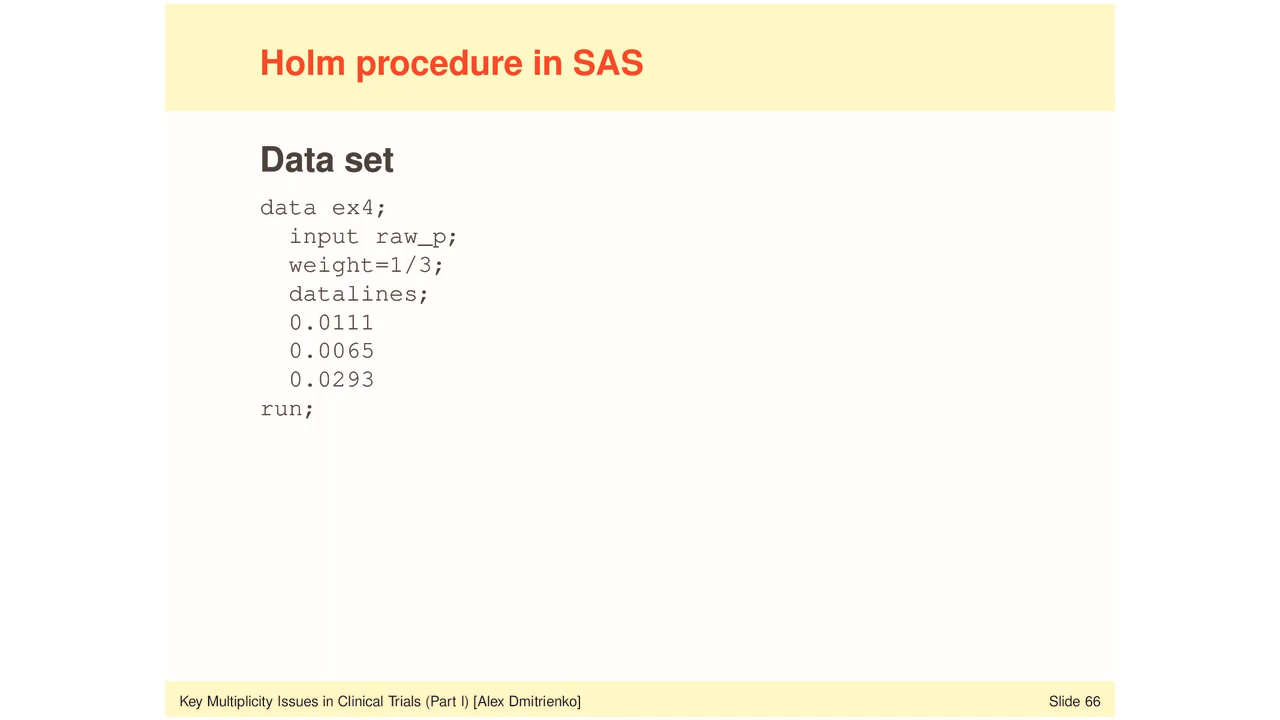 Holm procedure in SAS
Data set
data ex4;
input raw_p;
weight=1/3;
datalines;
0.0111
0.0065
0.0293
run;
Key Multiplicity Issues in Clinical Trials (Part I) [Alex Dmitrienko]
Slide 66